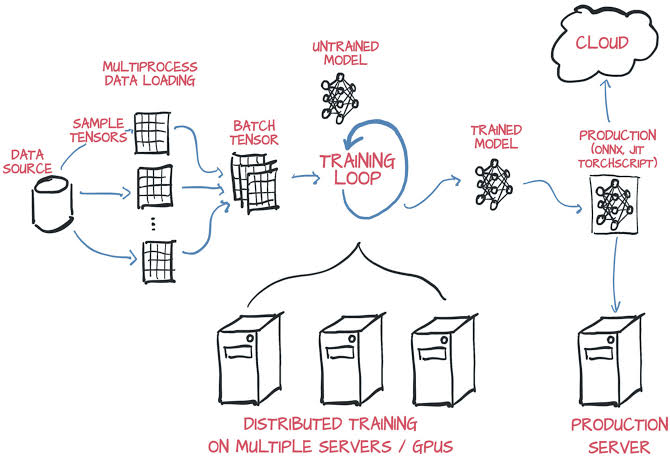 UNTRAINED
MODEL
CLOUD
MULTIPROCESS
DATA LOADING
SAMPLE
TENSORS
BATCH
TENSOR
TRAINED
MODEL
PRODUCTION
(ONNX, JIT
TORCHSCRIPT)
DATA
SOURCE
TRAINING
LOOP
...
DISTRIBUTED TRAINING
ON MULTIPLE SERVERS / GPUS
PRODUCTION
SERVER